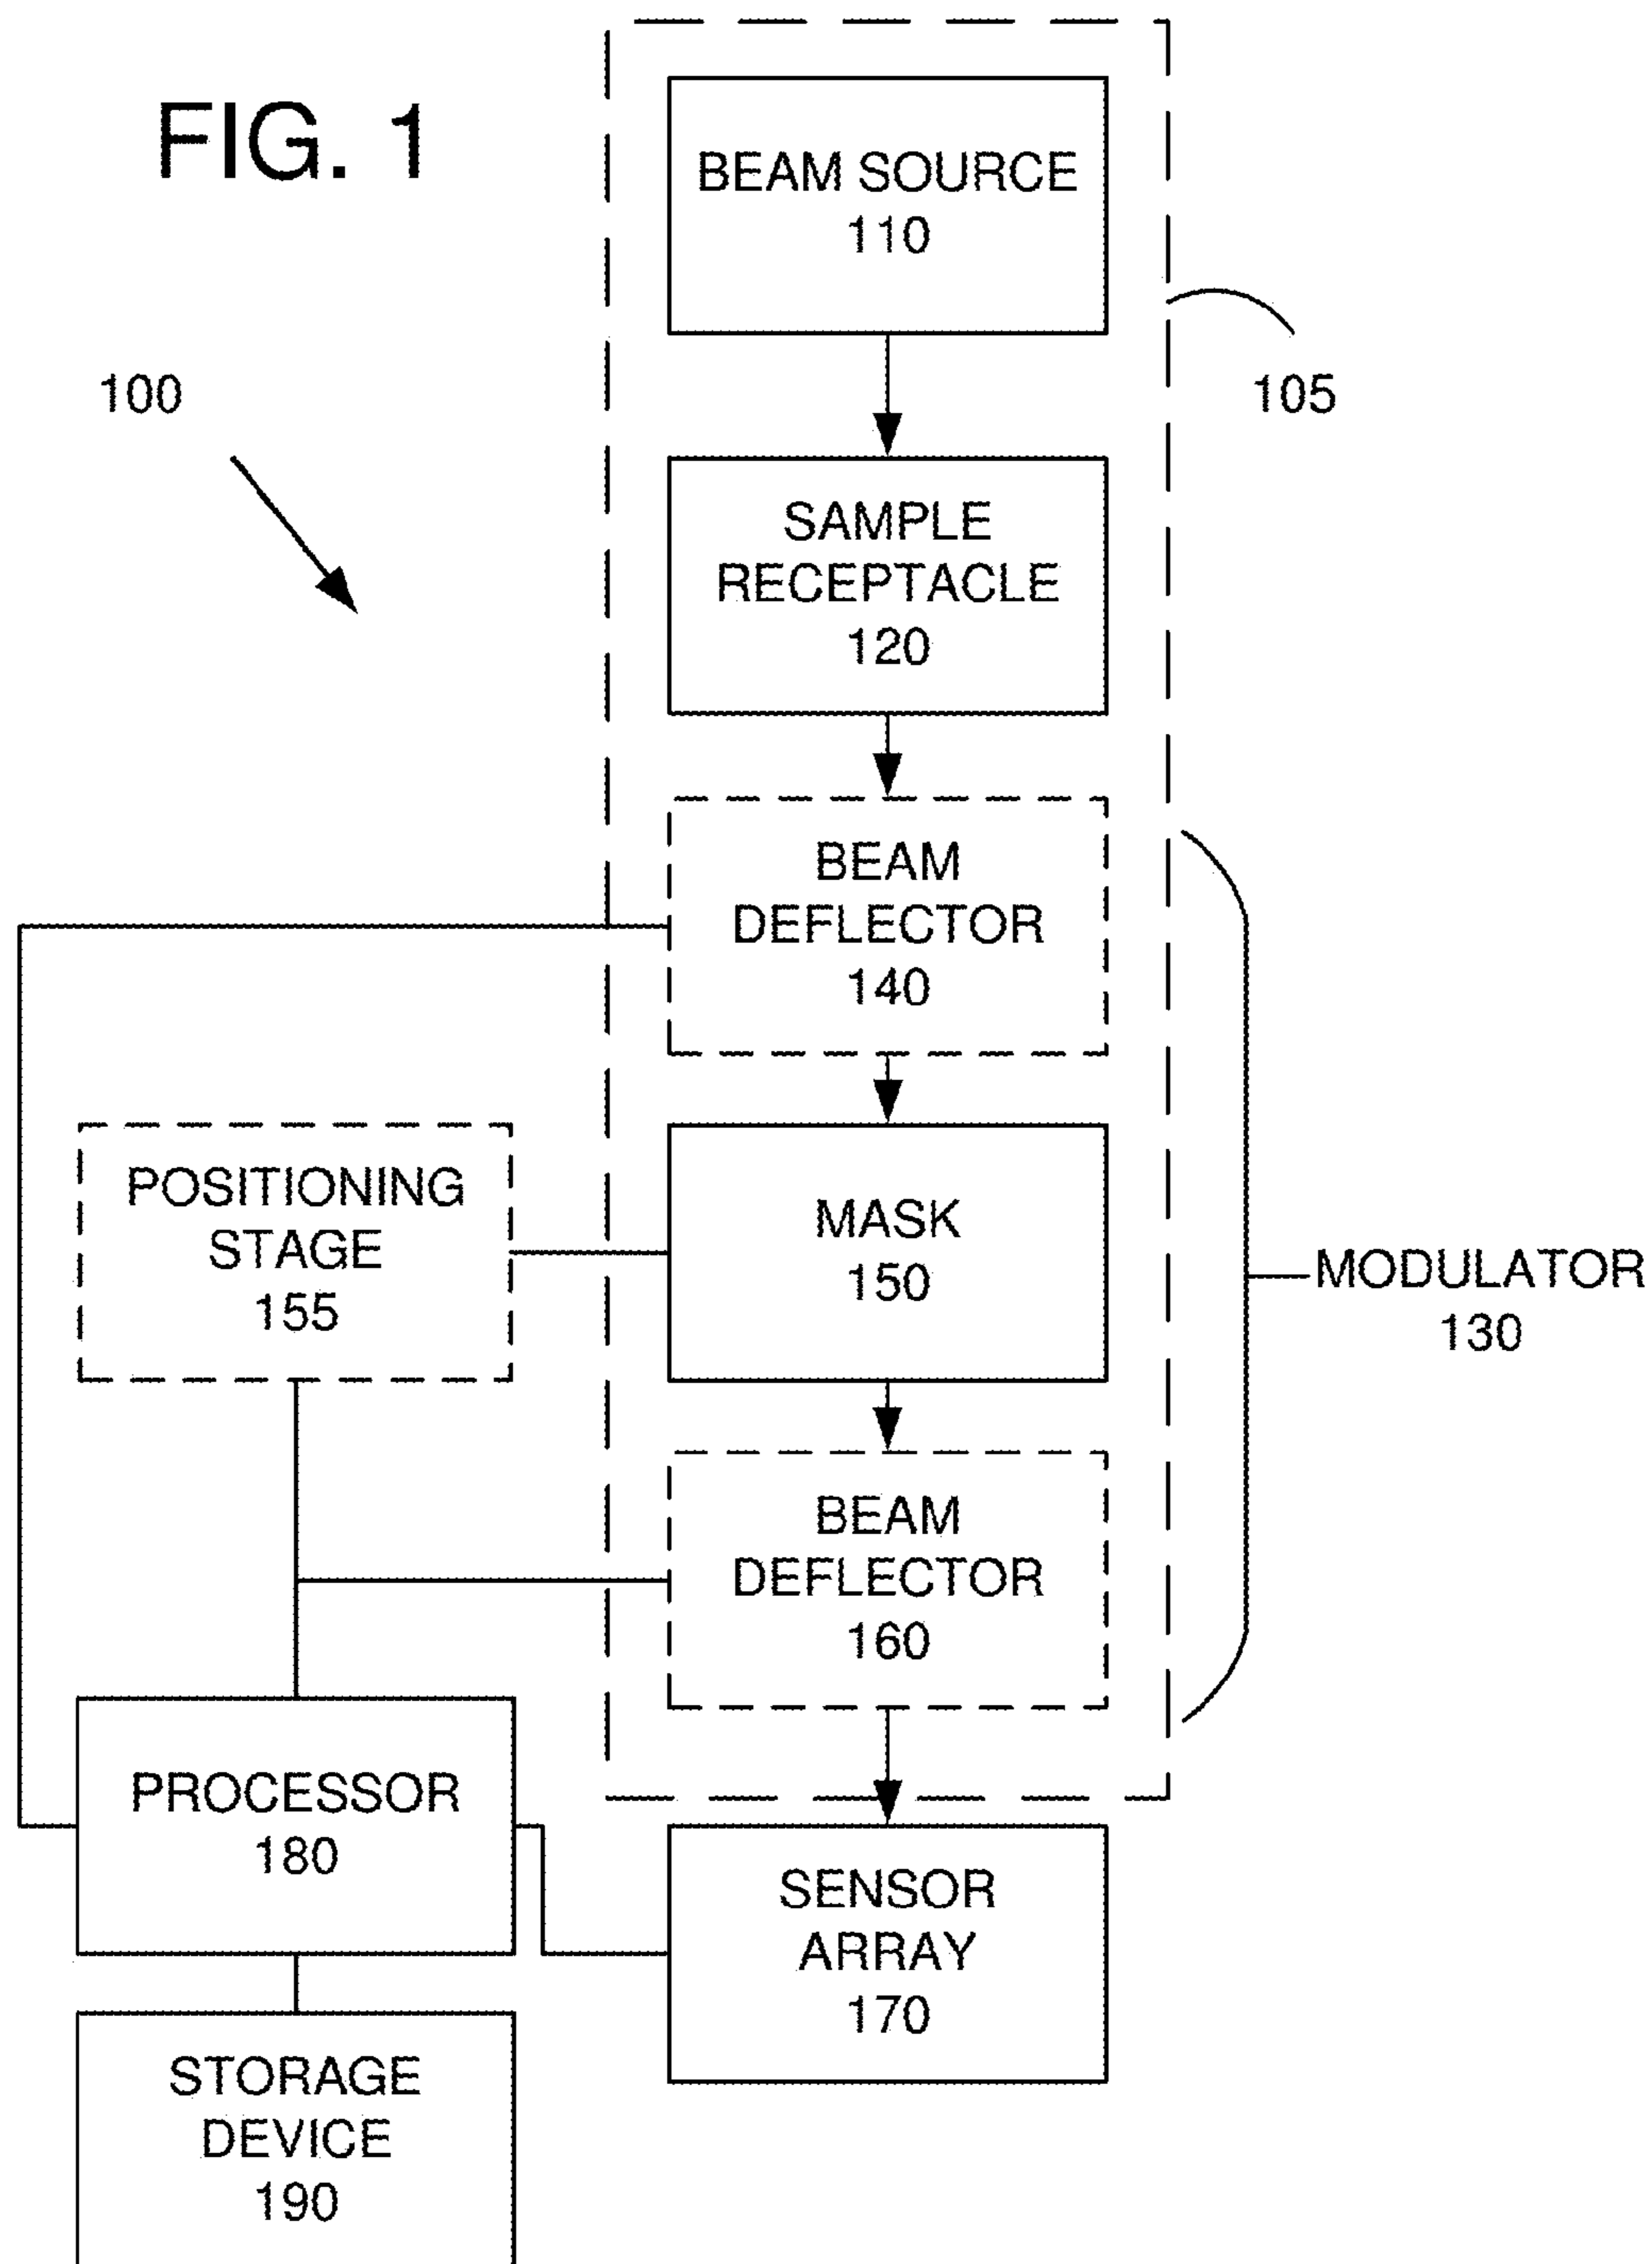 FIG. 1
BEAM SOURCE
110
100
105
SAMPLE
RECEPTACLE
120
BEAM
DEFLECTOR
140
POSITIONING
STAGE
155
MASK
150
MODULATOR
130
BEAM
DEFLECTOR
160
PROCESSOR
180
SENSOR
ARRAY
170
STORAGE
DEVICE
190